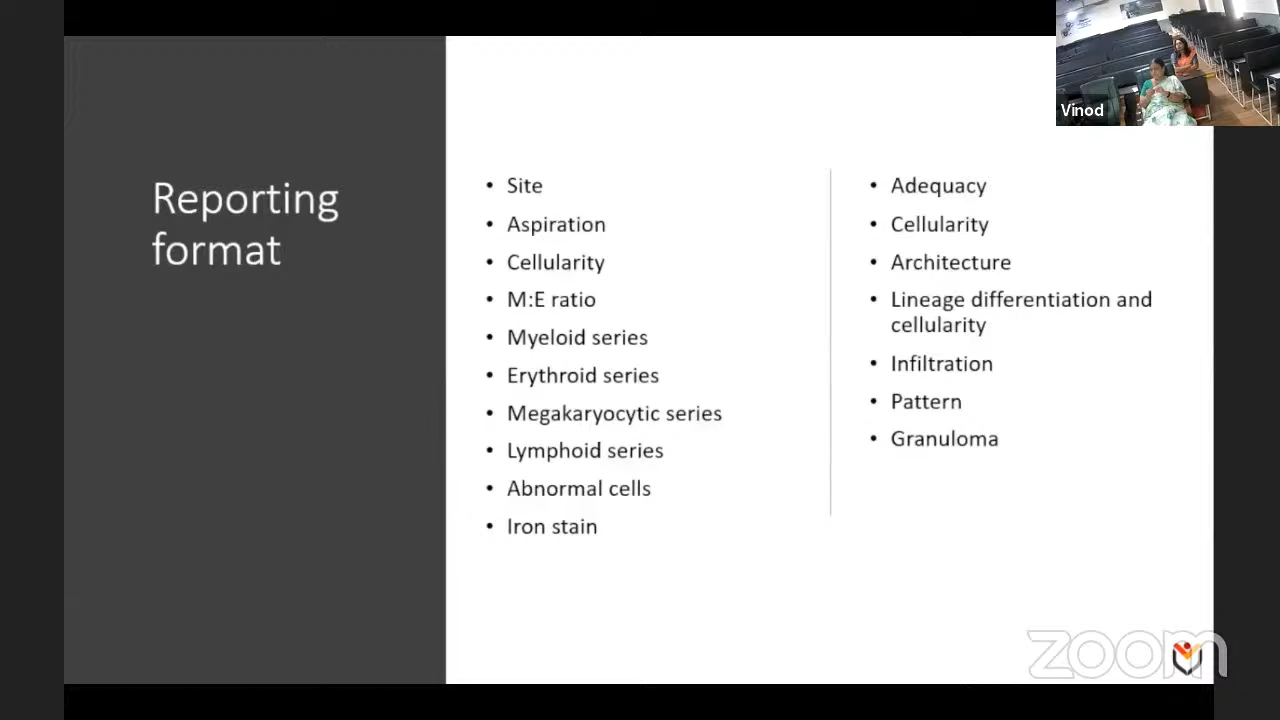 Vinod
Reporting
format
• Site
• Aspiration
• Cellularity
• M:E ratio
• Myeloid series
• Erythroid series
• Megakaryocytic series
• Lymphoid series
• Abnormal cells
• Iron stain
• Adequacy
• Cellularity
• Architecture
• Lineage differentiation and
cellularity
• Infiltration
• Pattern
• Granuloma
zoom